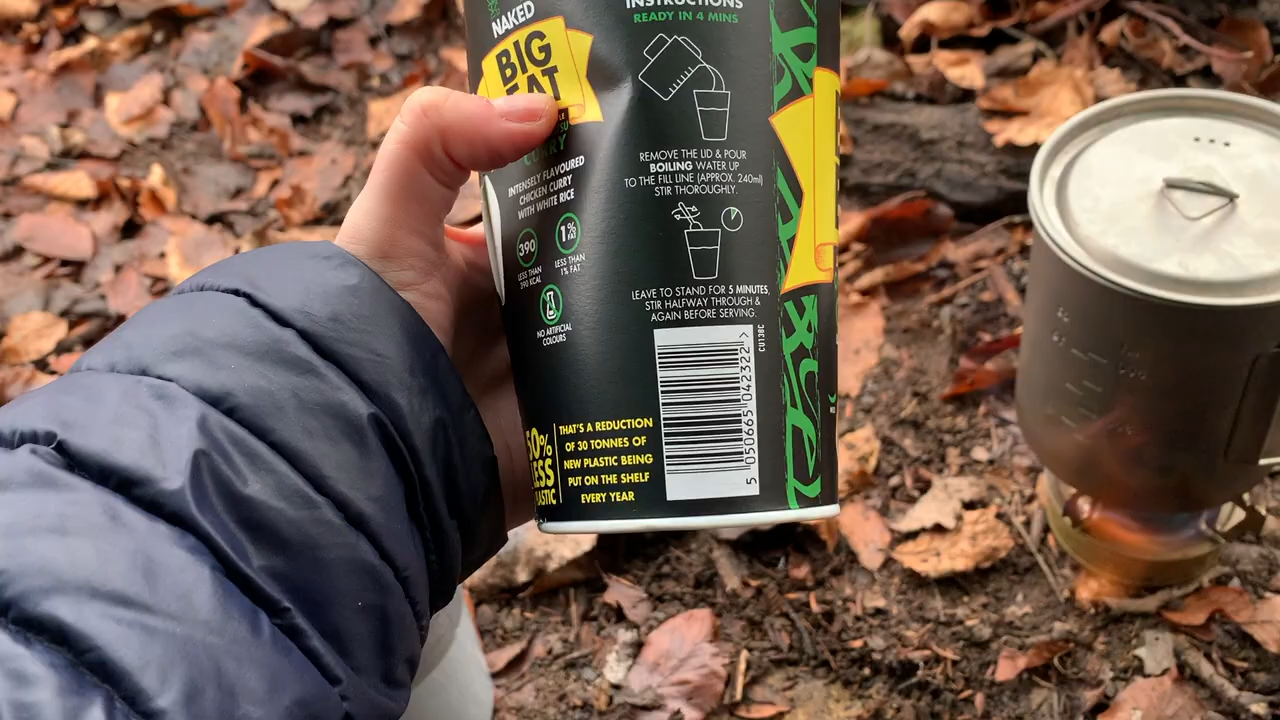 NAKED
BIG
EAT
CURRY
INTENSELY FLAVOURED
CHICKEN CURRY
WITH WHITE RICE
390
LESS THAN
390 KCAL
1%
FAT
LESS THAN
1% FAT
NO ARTIFICIAL
COLOURS
50%
LESS
PLASTIC
THAT'S A REDUCTION
OF 30 TONNES OF
NEW PLASTIC BEING
PUT ON THE SHELF
EVERY YEAR
INSTRUCTIONS
READY IN 4 MINS
REMOVE THE LID & POUR
BOILING WATER UP
TO THE FILL LINE (APPROX. 240ml)
STIR THOROUGHLY.
LEAVE TO STAND FOR 5 MINUTES,
STIR HALFWAY THROUGH &
AGAIN BEFORE SERVING.
CU138C
5 050665 042322 >